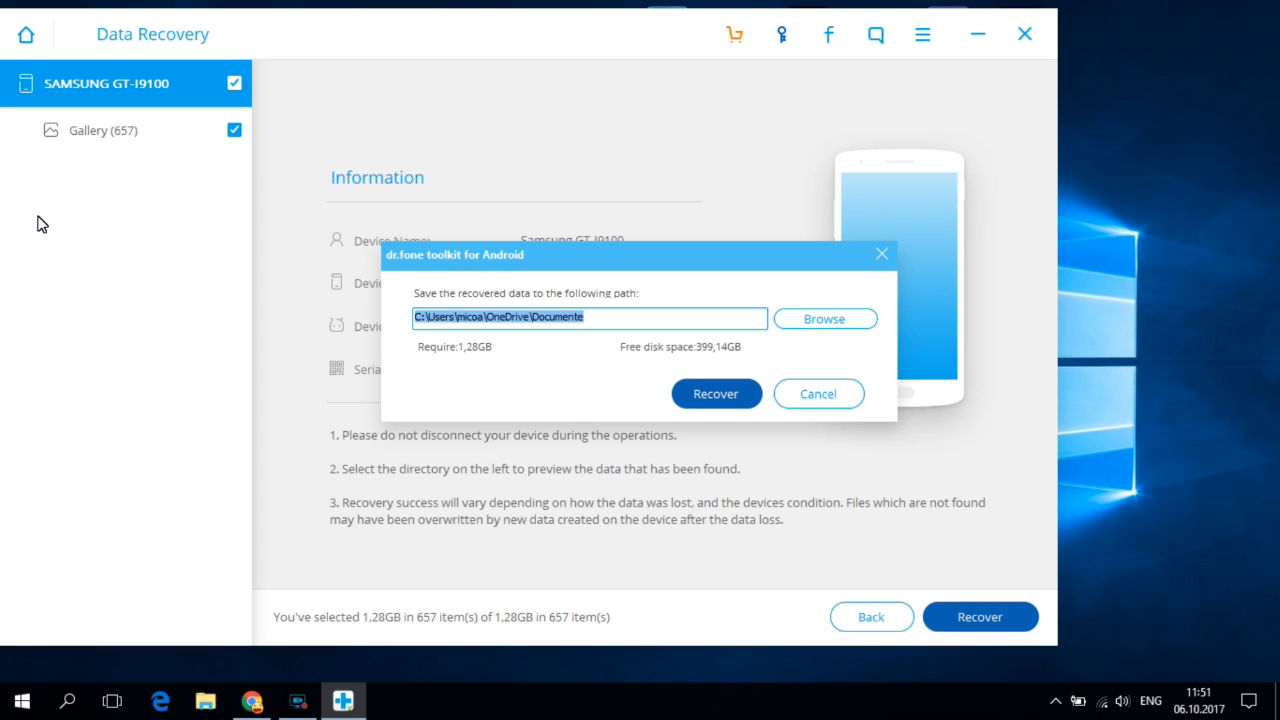 Data Recovery
SAMSUNG GT-I9100
Gallery (657)
Information
Device Name:
Samsung GT-I9100
dr.fone toolkit for Android
Save the recovered data to the following path:
C:\Users\micoa\OneDrive\Documente
Browse
Require:1,28GB
Free disk space:399,14GB
Recover
Cancel
1. Please do not disconnect your device during the operations.
2. Select the directory on the left to preview the data that has been found.
3. Recovery success will vary depending on how the data was lost, and the devices condition. Files which are not found
may have been overwritten by new data created on the device after the data loss.
You've selected 1,28GB in 657 item(s) of 1,28GB in 657 item(s)
Back
Recover
ENG
11:51
06.10.2017